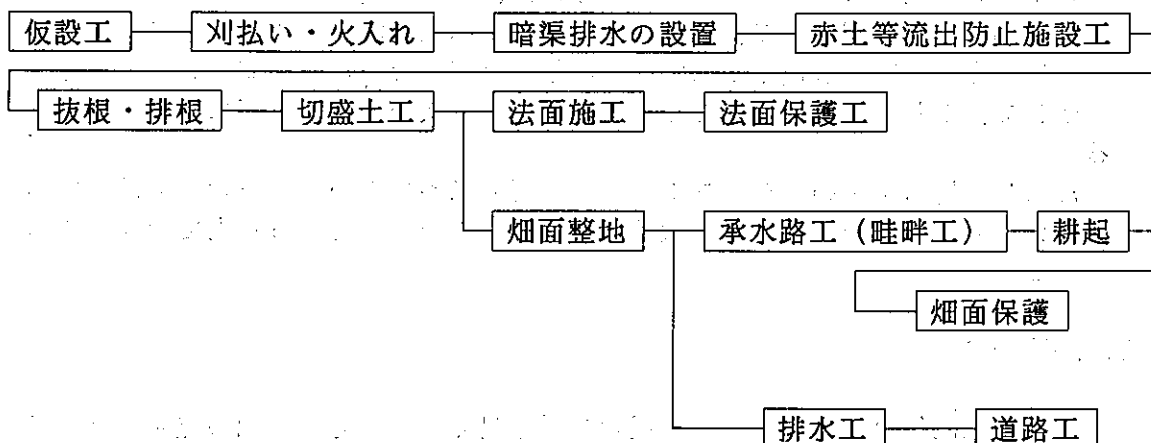 仮設工 刈払い・火入れ 暗渠排水の設置 赤土等流出防止施設工
抜根・排根 切盛土工 法面施工 法面保護工
畑面整地 承水路工（畦畔工） 耕起
畑面保護
排水工 道路工